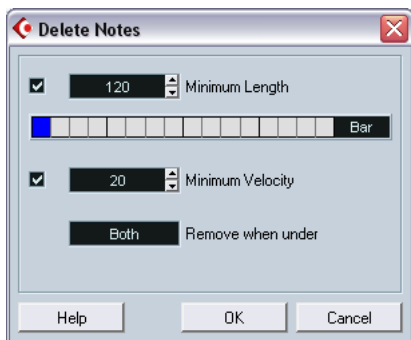 Delete Notes
120 Minimum Length
Bar
20 Minimum Velocity
Both Remove when under
Help OK Cancel